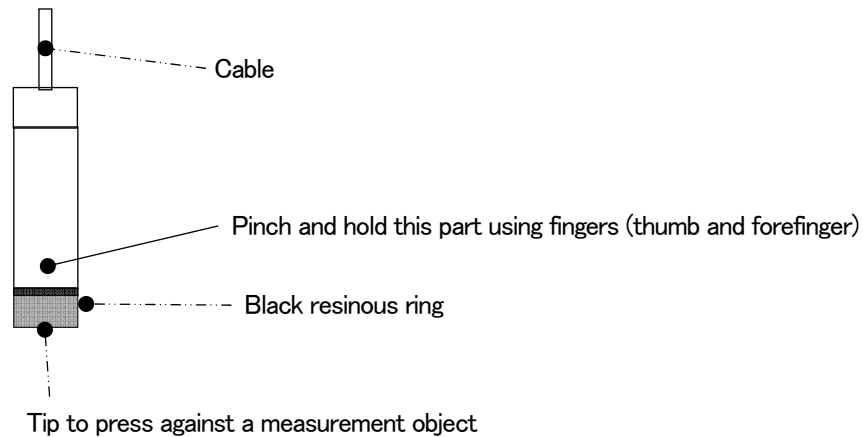 Cable
Pinch and hold this part using fingers (thumb and forefinger)
Black resinous ring
Tip to press against a measurement object